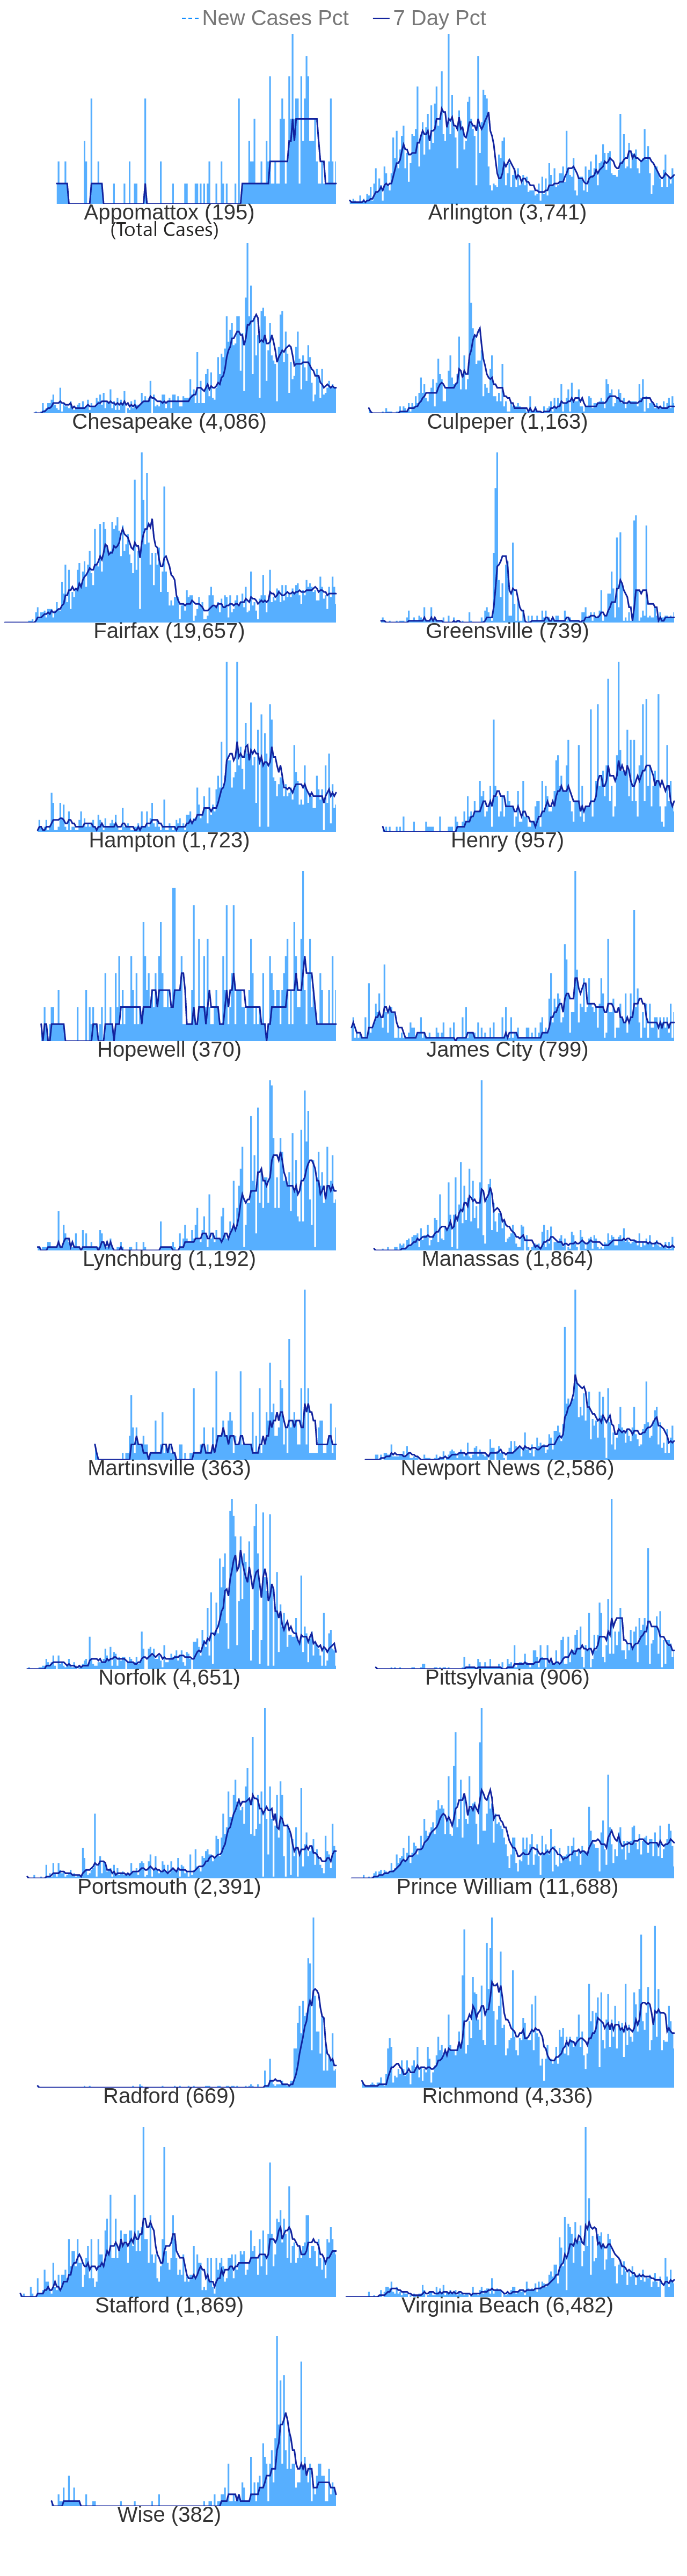 New Cases Pct 7 Day Pct
Appomattox (195) Arlington (3,741)
(Total Cases)
Chesapeake (4,086) Culpeper (1,163)
Fairfax (19,657) Greensville (739)
Hampton (1,723) Henry (957)
Hopewell (370) James City (799)
Lynchburg (1,192) Manassas (1,864)
Martinsville (363) Newport News (2,586)
Norfolk (4,651) Pittsylvania (906)
Portsmouth (2,391) Prince William (11,688)
Radford (669) Richmond (4,336)
Stafford (1,869) Virginia Beach (6,482)
Wise (382)